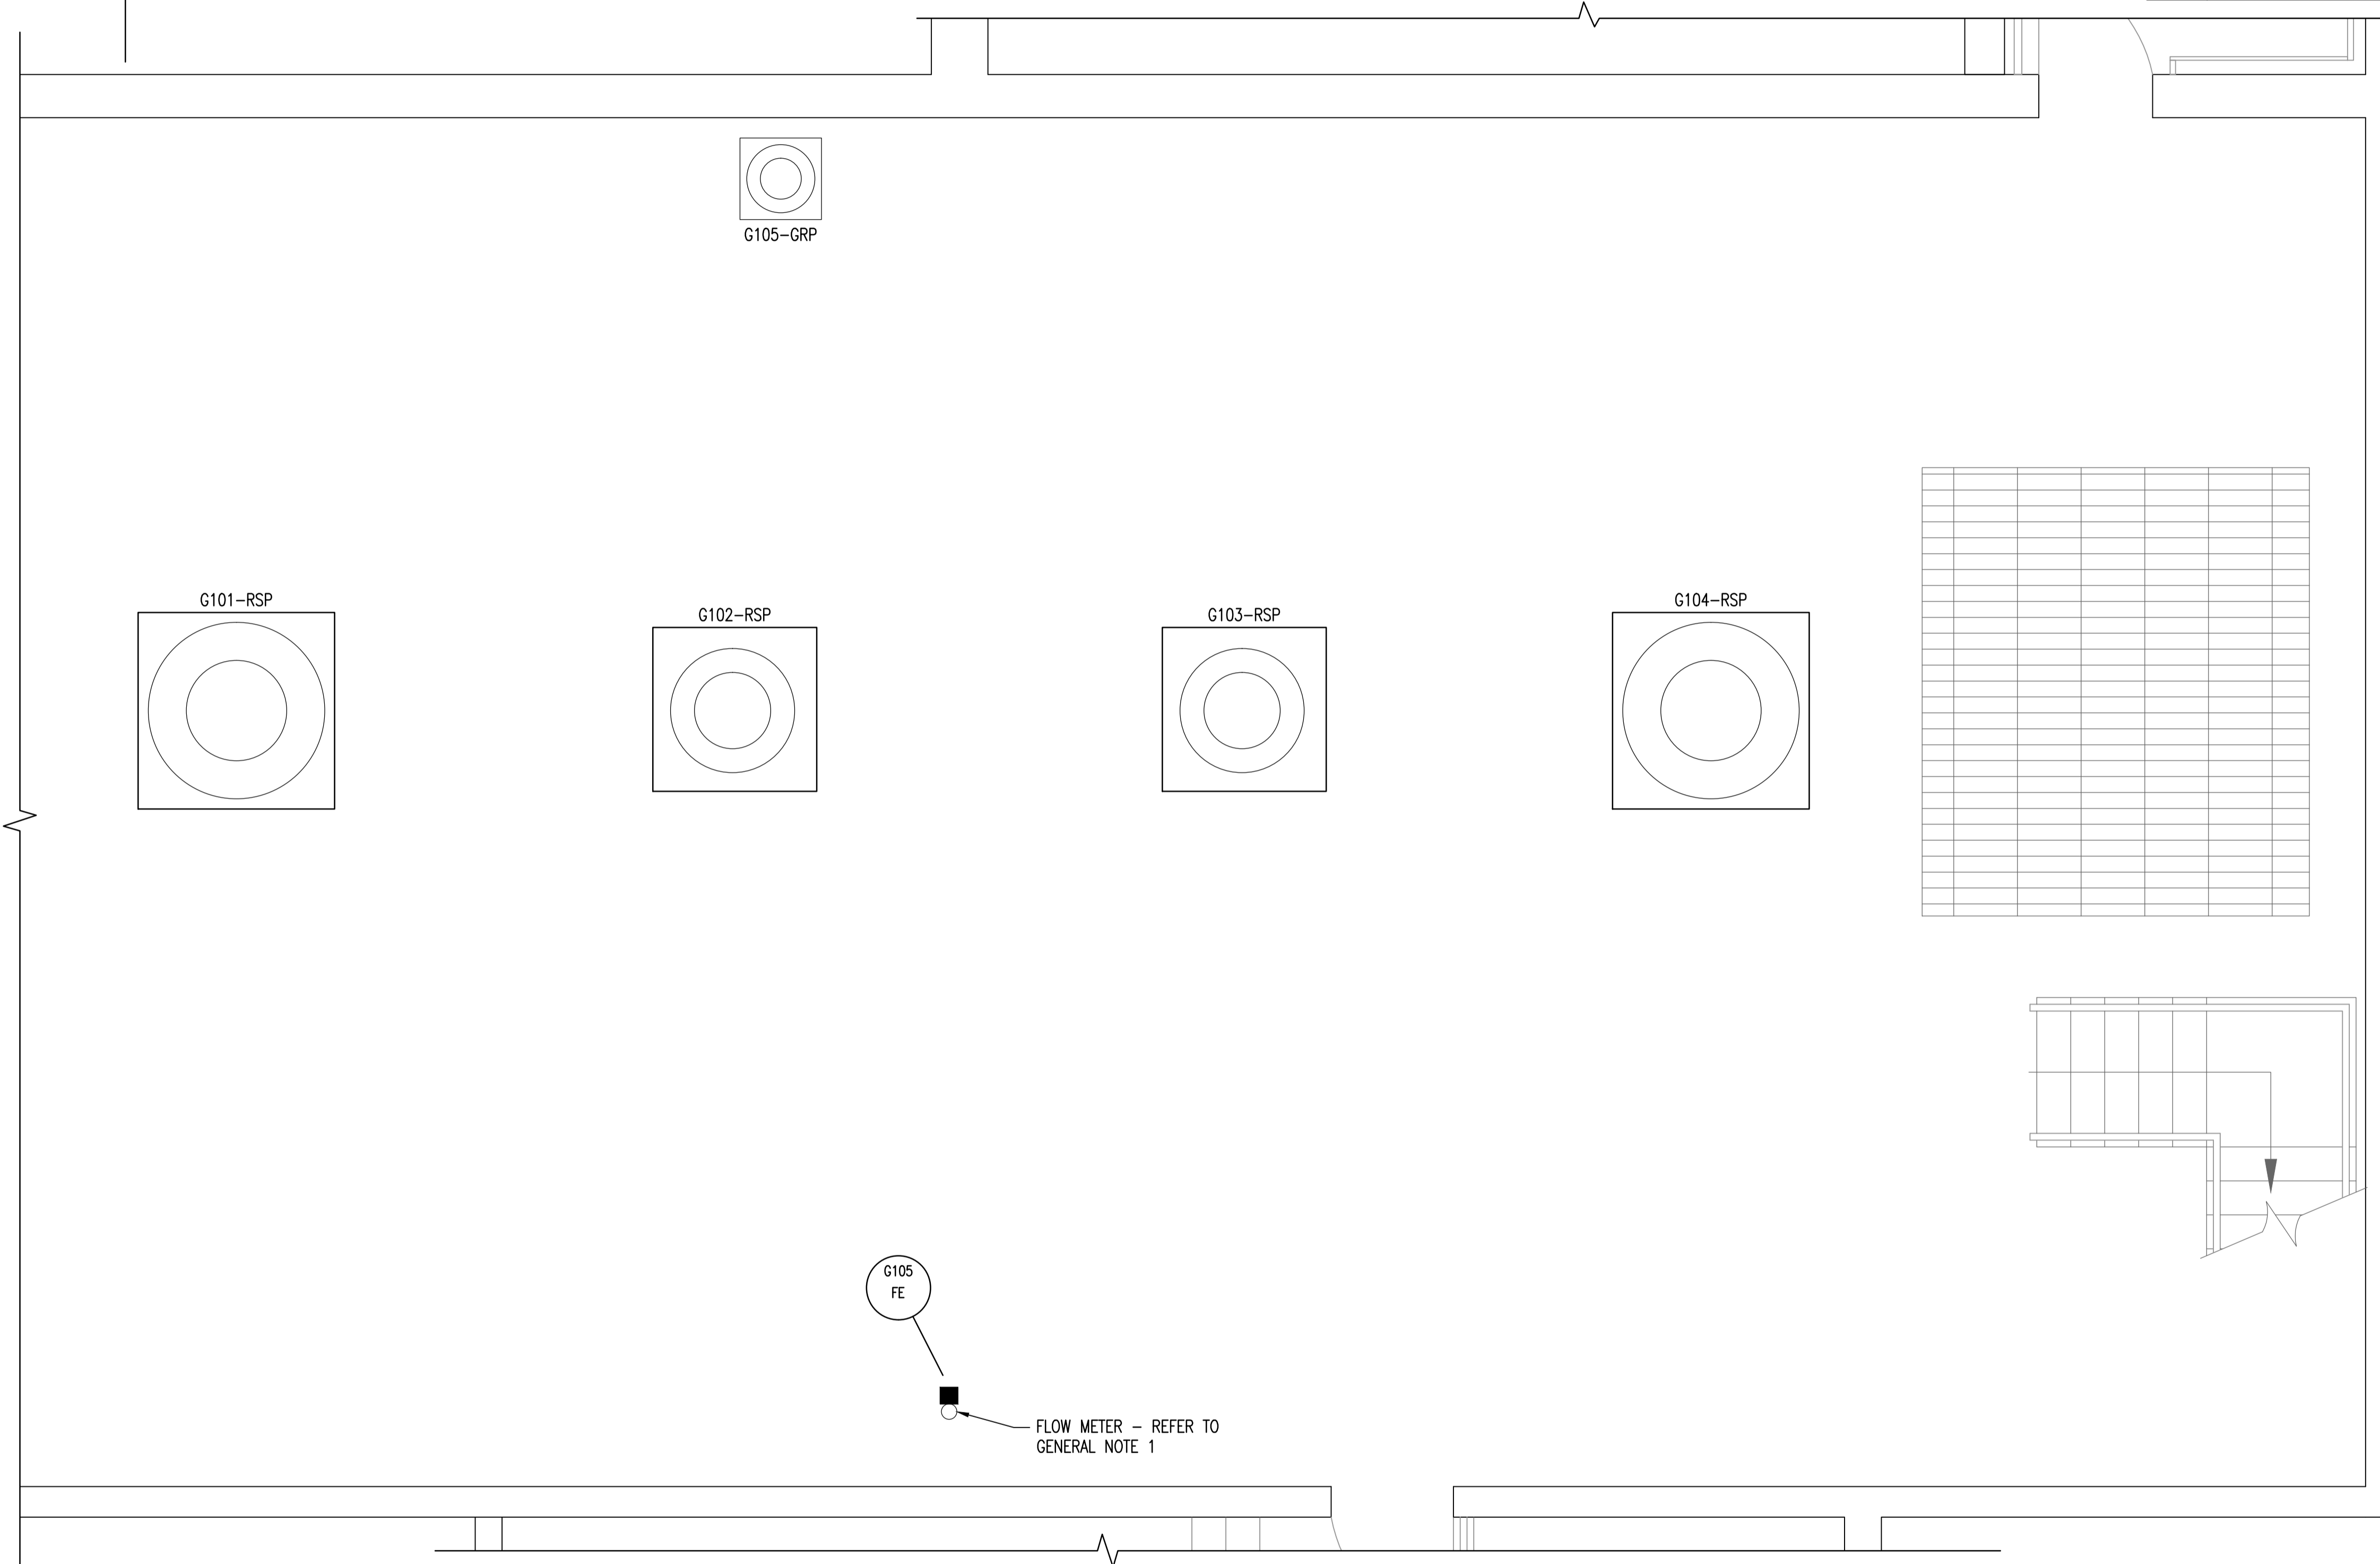 G105-GRP
G101-RSP
G102-RSP
G103-RSP
G104-RSP
G105
FE
FLOW METER - REFER TO
GENERAL NOTE 1